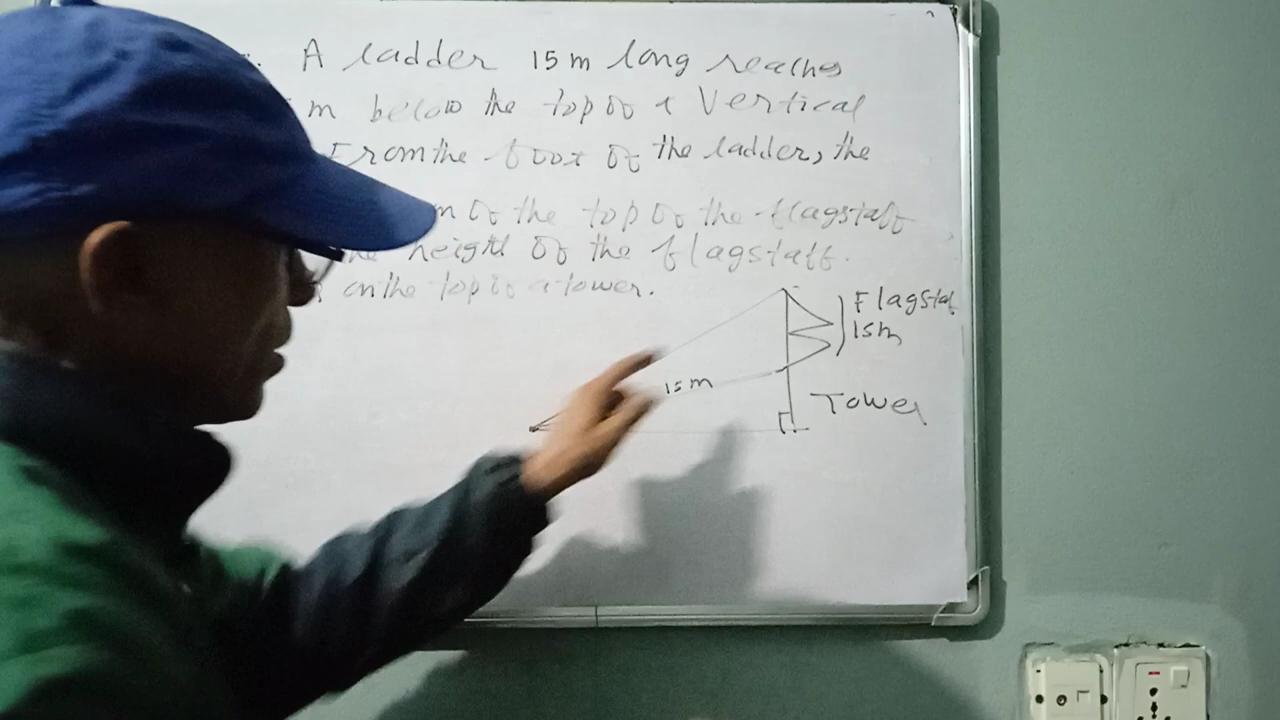 A ladder 15 m long reaches
m below the top of a Vertical
From the foot of the ladder, the
of the top of the flagstaff
height of the flagstaff.
on the top of a tower.
Flagstaf
15m
15 m
Tower